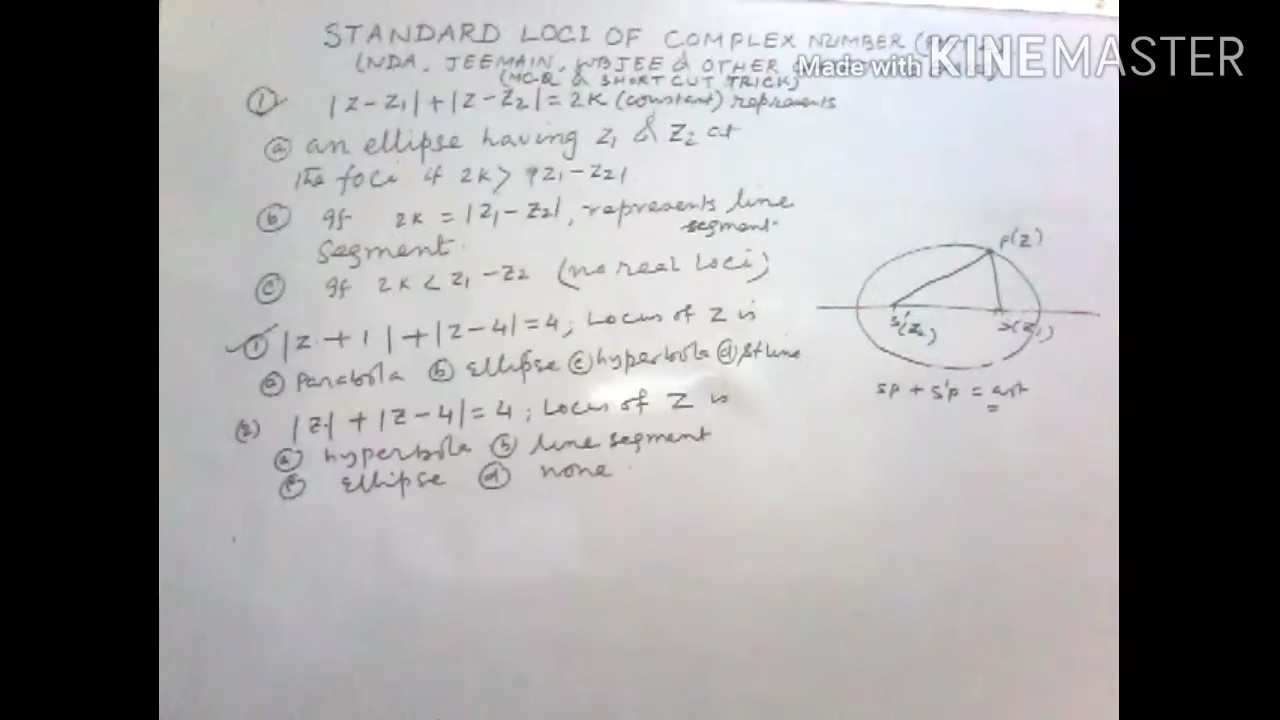 STANDARD LOCI OF COMPLEX NUMBER
Made with KINEMASTER
(NDA, JEEMAIN, WBJEE & OTHER
(MCQ & SHORT CUT TRICK)
① |Z-Z₁|+|Z-Z₂|=2K (constant) represents
ⓐ an ellipse having Z₁ & Z₂ at
the foci if 2K> |Z₁-Z₂|
ⓑ If 2K = |Z₁-Z₂|, represents line
segment
segment.
ⓒ If 2K < Z₁-Z₂ (no real loci)
① |Z+1|+|Z-4|=4; Locus of Z is
ⓐ Parabola ⓑ Ellipse ⓒ hyperbola ⓓ St line
(2) |Z|+|Z-4|=4; Locus of Z is
ⓐ hyperbola ⓑ line segment
ⓒ ellipse ⓓ none
P(Z)
S'(Z₂) S(Z₁)
SP + S'P =